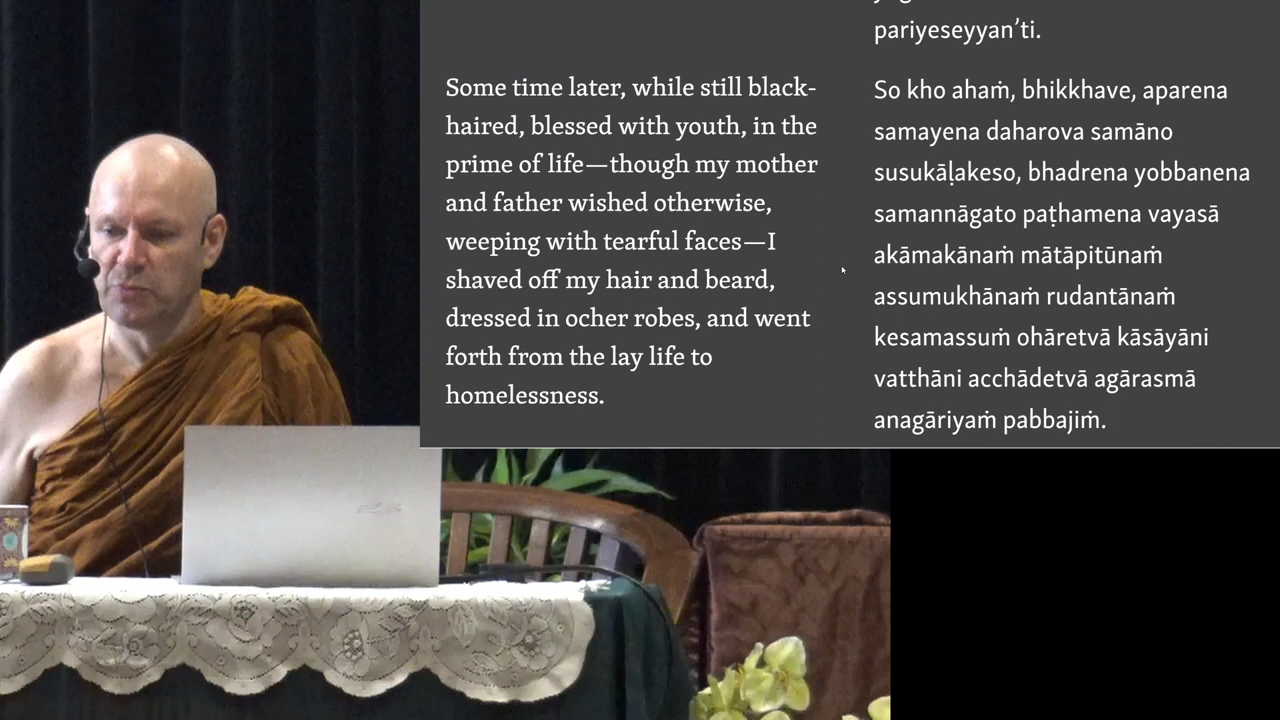 Some time later, while still black-
haired, blessed with youth, in the
prime of life—though my mother
and father wished otherwise,
weeping with tearful faces—I
shaved off my hair and beard,
dressed in ocher robes, and went
forth from the lay life to
homelessness.
pariyeseyyan’ti.
So kho ahaṁ, bhikkhave, aparena
samayena daharova samāno
susukāḷakeso, bhadrena yobbanena
samannāgato paṭhamena vayasā
akāmakānaṁ mātāpitūnaṁ
assumukhānaṁ rudantānaṁ
kesamassuṁ ohāretvā kāsāyāni
vatthāni acchādetvā agārasmā
anagāriyaṁ pabbajiṁ.